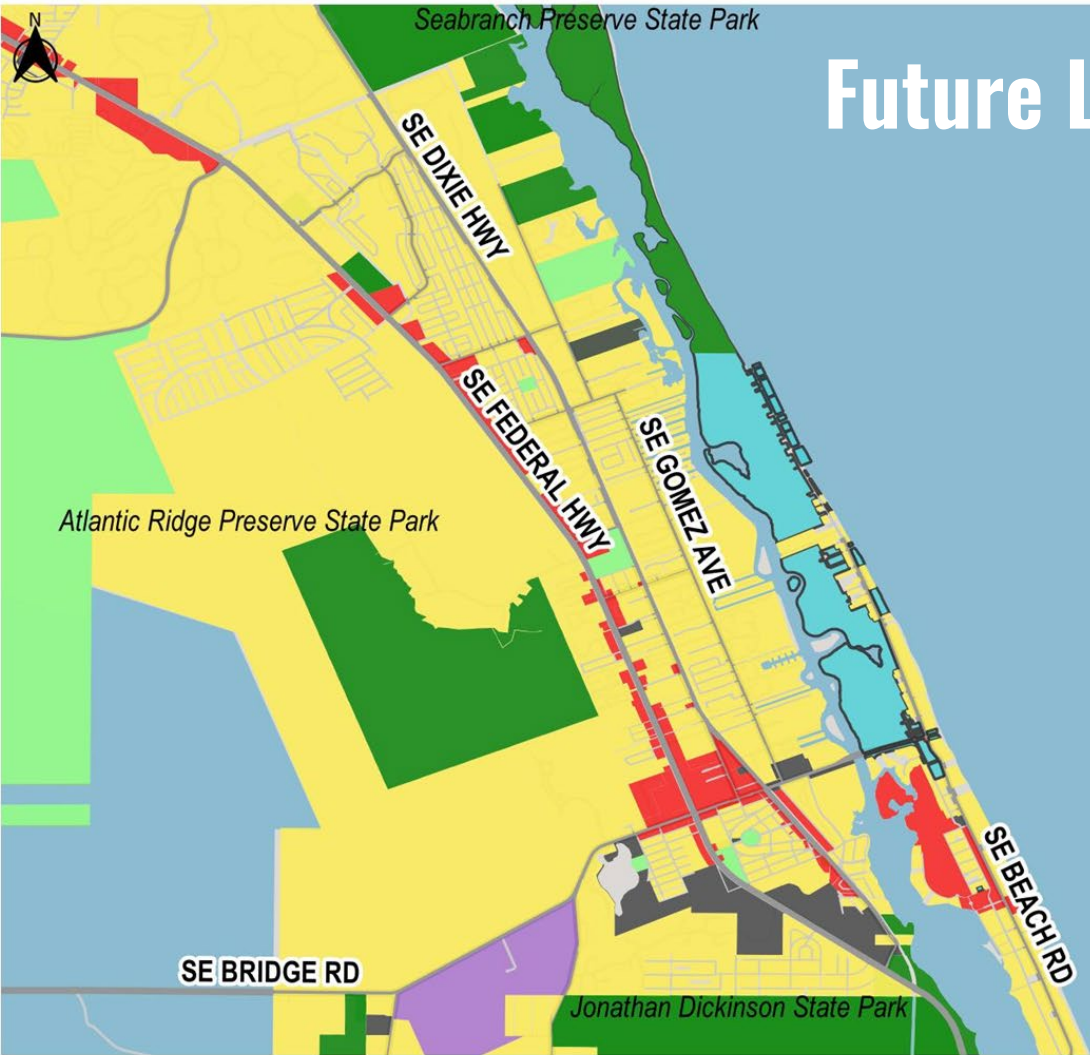 Seabranch Preserve State Park
N
Future L
SE DIXIE HWY
SE FEDERAL HWY
SE GOMEZ AVE
Atlantic Ridge Preserve State Park
SE BEACH RD
SE BRIDGE RD
Jonathan Dickinson State Park